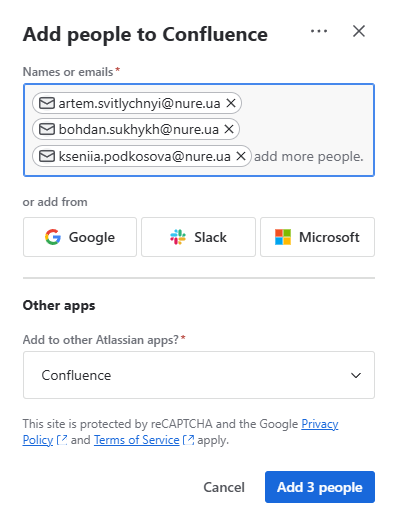 Add people to Confluence
Names or emails*
artem.svitlychnyi@nure.ua
bohdan.sukhykh@nure.ua
kseniia.podkosova@nure.ua add more people.
or add from
Google Slack Microsoft
Other apps
Add to other Atlassian apps?*
Confluence
This site is protected by reCAPTCHA and the Google Privacy
Policy and Terms of Service apply.
Cancel Add 3 people